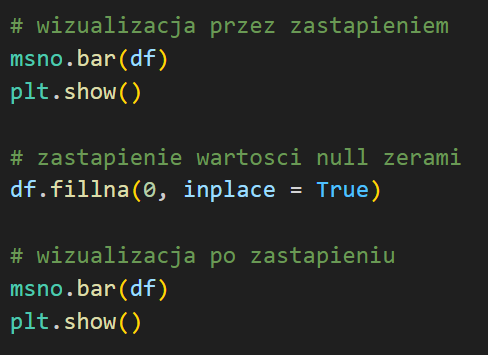 # wizualizacja przez zastapieniem
msno.bar(df)
plt.show()
# zastapienie wartosci null zerami
df.fillna(0, inplace = True)
# wizualizacja po zastapieniu
msno.bar(df)
plt.show()